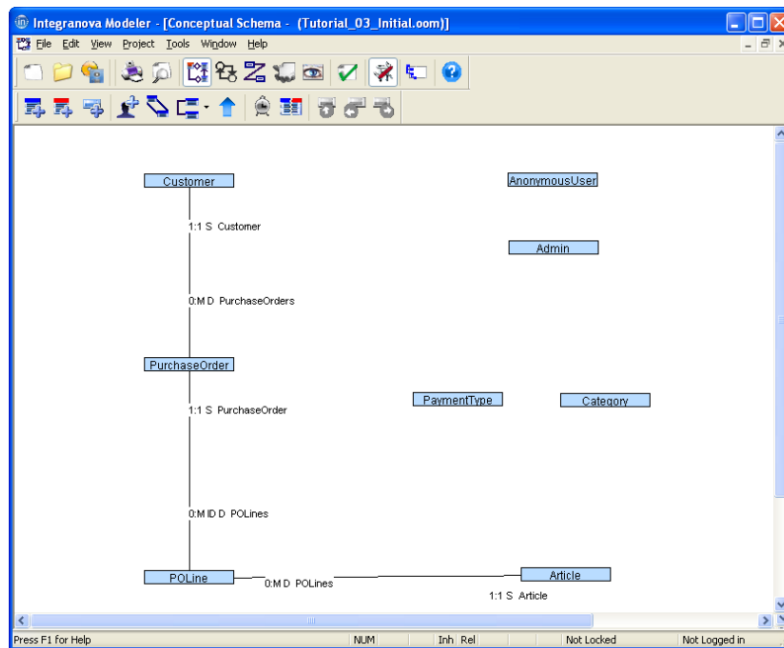 Integranova Modeler - [Conceptual Schema - (Tutorial_03_Initial.oom)]
File Edit View Project Tools Window Help
Customer
AnonymousUser
1:1 S Customer
Admin
0:M D PurchaseOrders
PurchaseOrder
1:1 S PurchaseOrder
PaymentType
Category
0:M ID D POLines
POLine
0:M D POLines
Article
1:1 S Article
Press F1 for Help NUM Inh Rel Not Locked Not Logged in